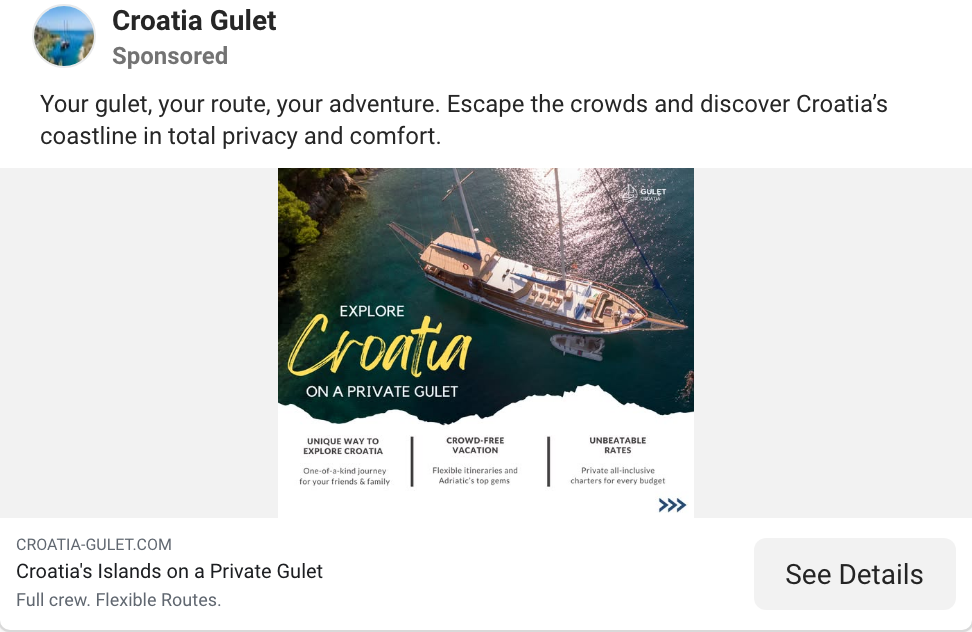 Croatia Gulet
Sponsored
Your gulet, your route, your adventure. Escape the crowds and discover Croatia’s
coastline in total privacy and comfort.
GULET
CROATIA
EXPLORE
Croatia
ON A PRIVATE GULET
UNIQUE WAY TO
EXPLORE CROATIA
One-of-a-kind journey
for your friends & family
CROWD-FREE
VACATION
Flexible itineraries and
Adriatic's top gems
UNBEATABLE
RATES
Private all-inclusive
charters for every budget
CROATIA-GULET.COM
Croatia's Islands on a Private Gulet
Full crew. Flexible Routes.
See Details